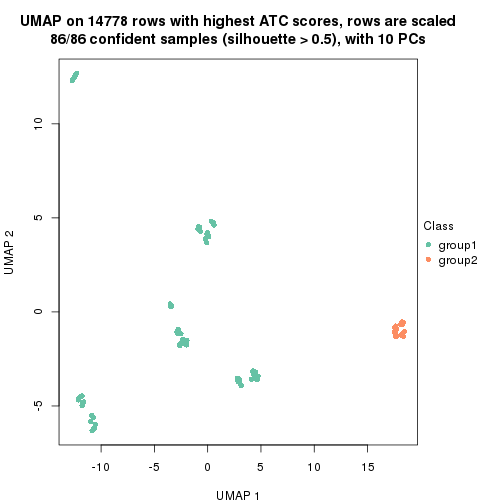 UMAP on 14778 rows with highest ATC scores, rows are scaled
86/86 confident samples (silhouette > 0.5), with 10 PCs
10
5
0
-5
UMAP 2
-10
-5
0
5
10
15
UMAP 1
Class
group1
group2